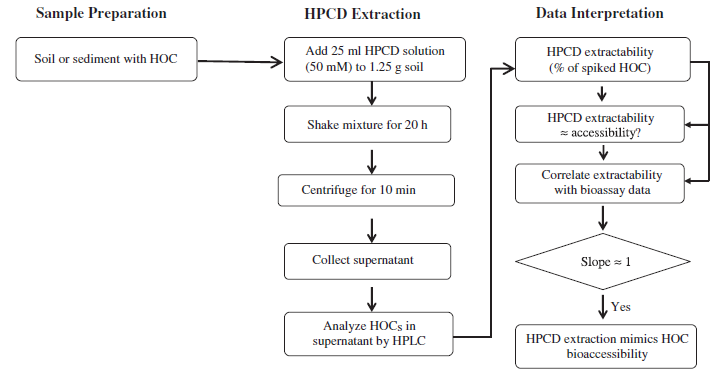 Sample Preparation
Soil or sediment with HOC
HPCD Extraction
Add 25 ml HPCD solution
(50 mM) to 1.25 g soil
Shake mixture for 20 h
Centrifuge for 10 min
Collect supernatant
Analyze HOCs in
supernatant by HPLC
Data Interpretation
HPCD extractability
(% of spiked HOC)
HPCD extractability
≈ accessibility?
Correlate extractability
with bioassay data
Slope ≈ 1
Yes
HPCD extraction mimics HOC
bioaccessibility